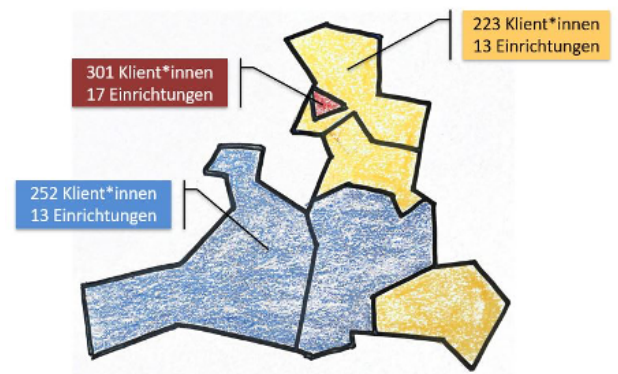 223 Klient*innen
13 Einrichtungen
301 Klient*innen
17 Einrichtungen
252 Klient*innen
13 Einrichtungen